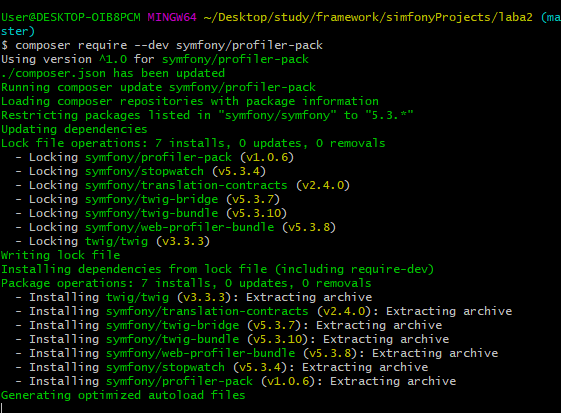 User@DESKTOP-OIB8PCM MINGW64 ~/Desktop/study/framework/simfonyProjects/laba2 (ma
ster)
$ composer require --dev symfony/profiler-pack
Using version ^1.0 for symfony/profiler-pack
./composer.json has been updated
Running composer update symfony/profiler-pack
Loading composer repositories with package information
Restricting packages listed in "symfony/symfony" to "5.3.*"
Updating dependencies
Lock file operations: 7 installs, 0 updates, 0 removals
  - Locking symfony/profiler-pack (v1.0.6)
  - Locking symfony/stopwatch (v5.3.4)
  - Locking symfony/translation-contracts (v2.4.0)
  - Locking symfony/twig-bridge (v5.3.7)
  - Locking symfony/twig-bundle (v5.3.10)
  - Locking symfony/web-profiler-bundle (v5.3.8)
  - Locking twig/twig (v3.3.3)
Writing lock file
Installing dependencies from lock file (including require-dev)
Package operations: 7 installs, 0 updates, 0 removals
  - Installing twig/twig (v3.3.3): Extracting archive
  - Installing symfony/translation-contracts (v2.4.0): Extracting archive
  - Installing symfony/twig-bridge (v5.3.7): Extracting archive
  - Installing symfony/twig-bundle (v5.3.10): Extracting archive
  - Installing symfony/web-profiler-bundle (v5.3.8): Extracting archive
  - Installing symfony/stopwatch (v5.3.4): Extracting archive
  - Installing symfony/profiler-pack (v1.0.6): Extracting archive
Generating optimized autoload files